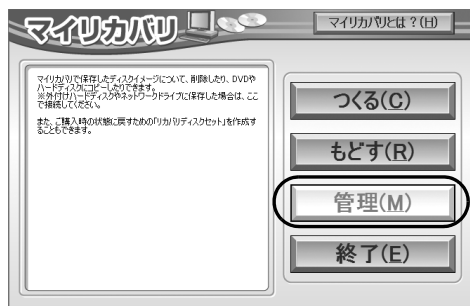 マイリカバリ
マイリカバリとは？(H)
マイリカバリで保存したディスクイメージについて、削除したり、DVDや
ハードディスクにコピーしたりできます。
※外付けハードディスクやネットワークドライブに保存した場合は、ここ
で接続してください。
また、ご購入時の状態に戻すための「リカバリディスクセット」を作成す
ることもできます。
つくる(C)
もどす(R)
管理(M)
終了(E)